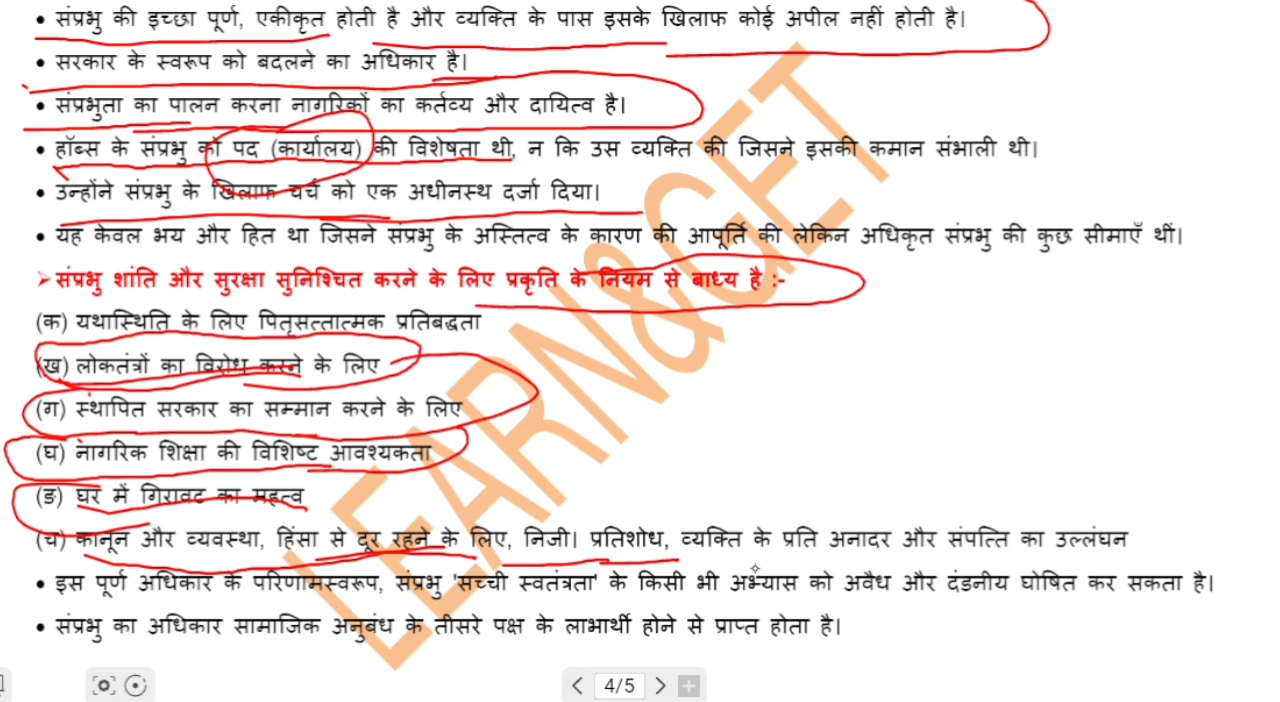 • संप्रभु की इच्छा पूर्ण, एकीकृत होती है और व्यक्ति के पास इसके खिलाफ कोई अपील नहीं होती है।
• सरकार के स्वरूप को बदलने का अधिकार है।
• संप्रभुता का पालन करना नागरिकों का कर्तव्य और दायित्व है।
• हॉब्स के संप्रभु को पद (कार्यालय) की विशेषता थी, न कि उस व्यक्ति की जिसने इसकी कमान संभाली थी।
• उन्होंने संप्रभु के खिलाफ चर्च को एक अधीनस्थ दर्जा दिया।
• यह केवल भय और हित था जिसने संप्रभु के अस्तित्व के कारण की आपूर्ति की लेकिन अधिकृत संप्रभु की कुछ सीमाएँ थीं।
➢ संप्रभु शांति और सुरक्षा सुनिश्चित करने के लिए प्रकृति के नियम से बाध्य है :-
(क) यथास्थिति के लिए पितृसत्तात्मक प्रतिबद्धता
(ख) लोकतंत्रों का विरोध करने के लिए
(ग) स्थापित सरकार का सम्मान करने के लिए
(घ) नागरिक शिक्षा की विशिष्ट आवश्यकता
(ङ) घर में गिरावट का महत्व
(च) कानून और व्यवस्था, हिंसा से दूर रहने के लिए, निजी। प्रतिशोध, व्यक्ति के प्रति अनादर और संपत्ति का उल्लंघन
• इस पूर्ण अधिकार के परिणामस्वरूप, संप्रभु 'सच्ची स्वतंत्रता' के किसी भी अभ्यास को अवैध और दंडनीय घोषित कर सकता है।
• संप्रभु का अधिकार सामाजिक अनुबंध के तीसरे पक्ष के लाभार्थी होने से प्राप्त होता है।
LEARN&GET
4/5